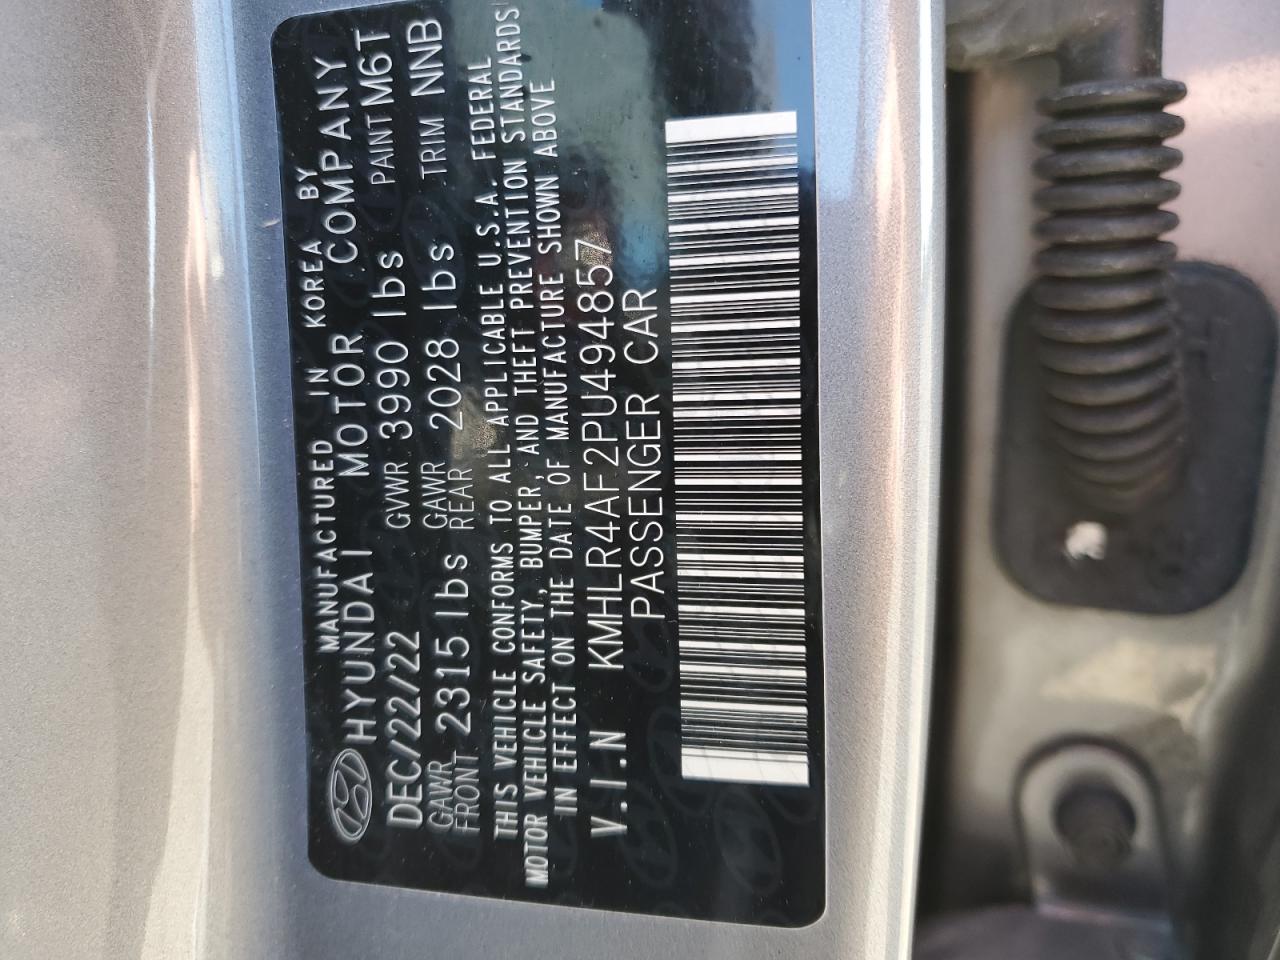 MANUFACTURED IN KOREA BY
HYUNDAI MOTOR COMPANY
DEC/22/22 GVWR 3990 lbs PAINT M6T
GAWR FRONT 2315 lbs GAWR REAR 2028 lbs TRIM NNB
THIS VEHICLE CONFORMS TO ALL APPLICABLE U.S.A. FEDERAL
MOTOR VEHICLE SAFETY, BUMPER, AND THEFT PREVENTION STANDARDS
IN EFFECT ON THE DATE OF MANUFACTURE SHOWN ABOVE
V.I.N KMHLR4AF2PU494857
PASSENGER CAR